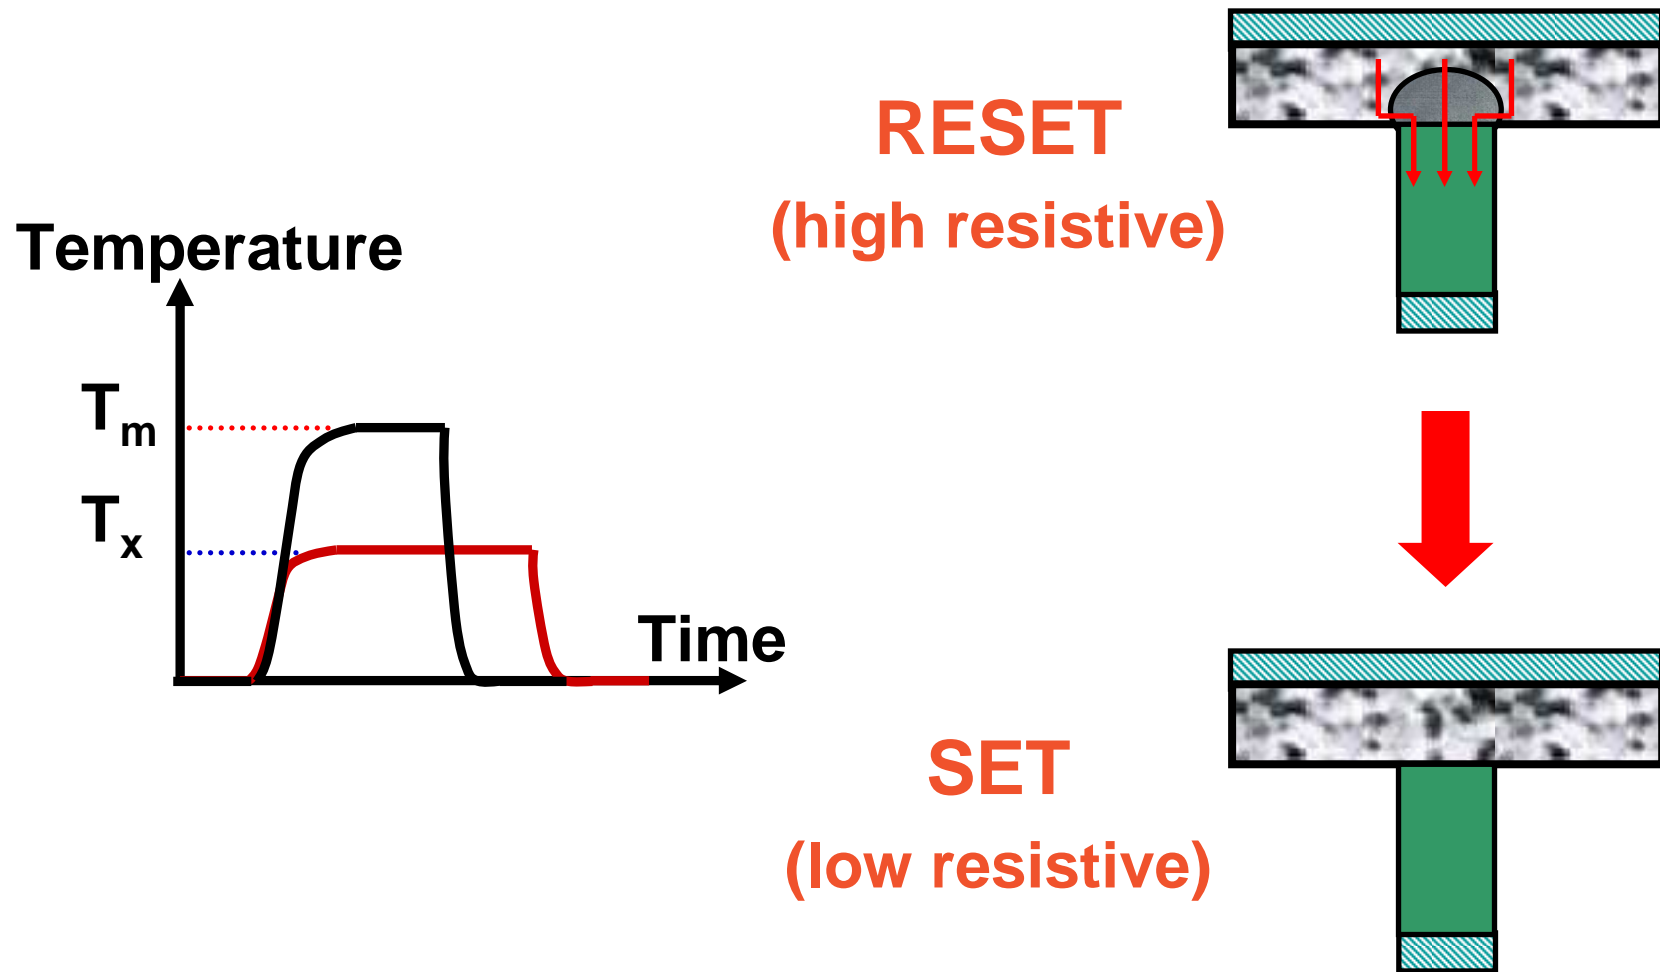 RESET
(high resistive)
Temperature
Tm
Tx
Time
SET
(low resistive)